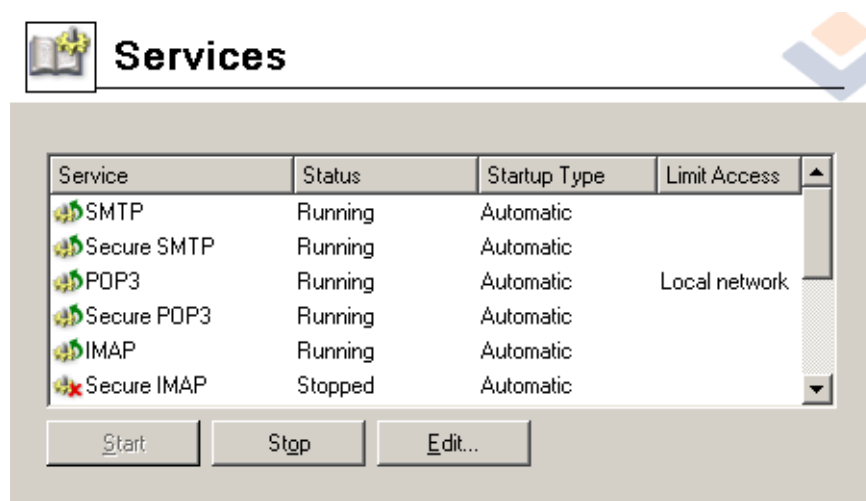 Services
Service Status Startup Type Limit Access
SMTP Running Automatic
Secure SMTP Running Automatic
POP3 Running Automatic Local network
Secure POP3 Running Automatic
IMAP Running Automatic
Secure IMAP Stopped Automatic
Start Stop Edit...